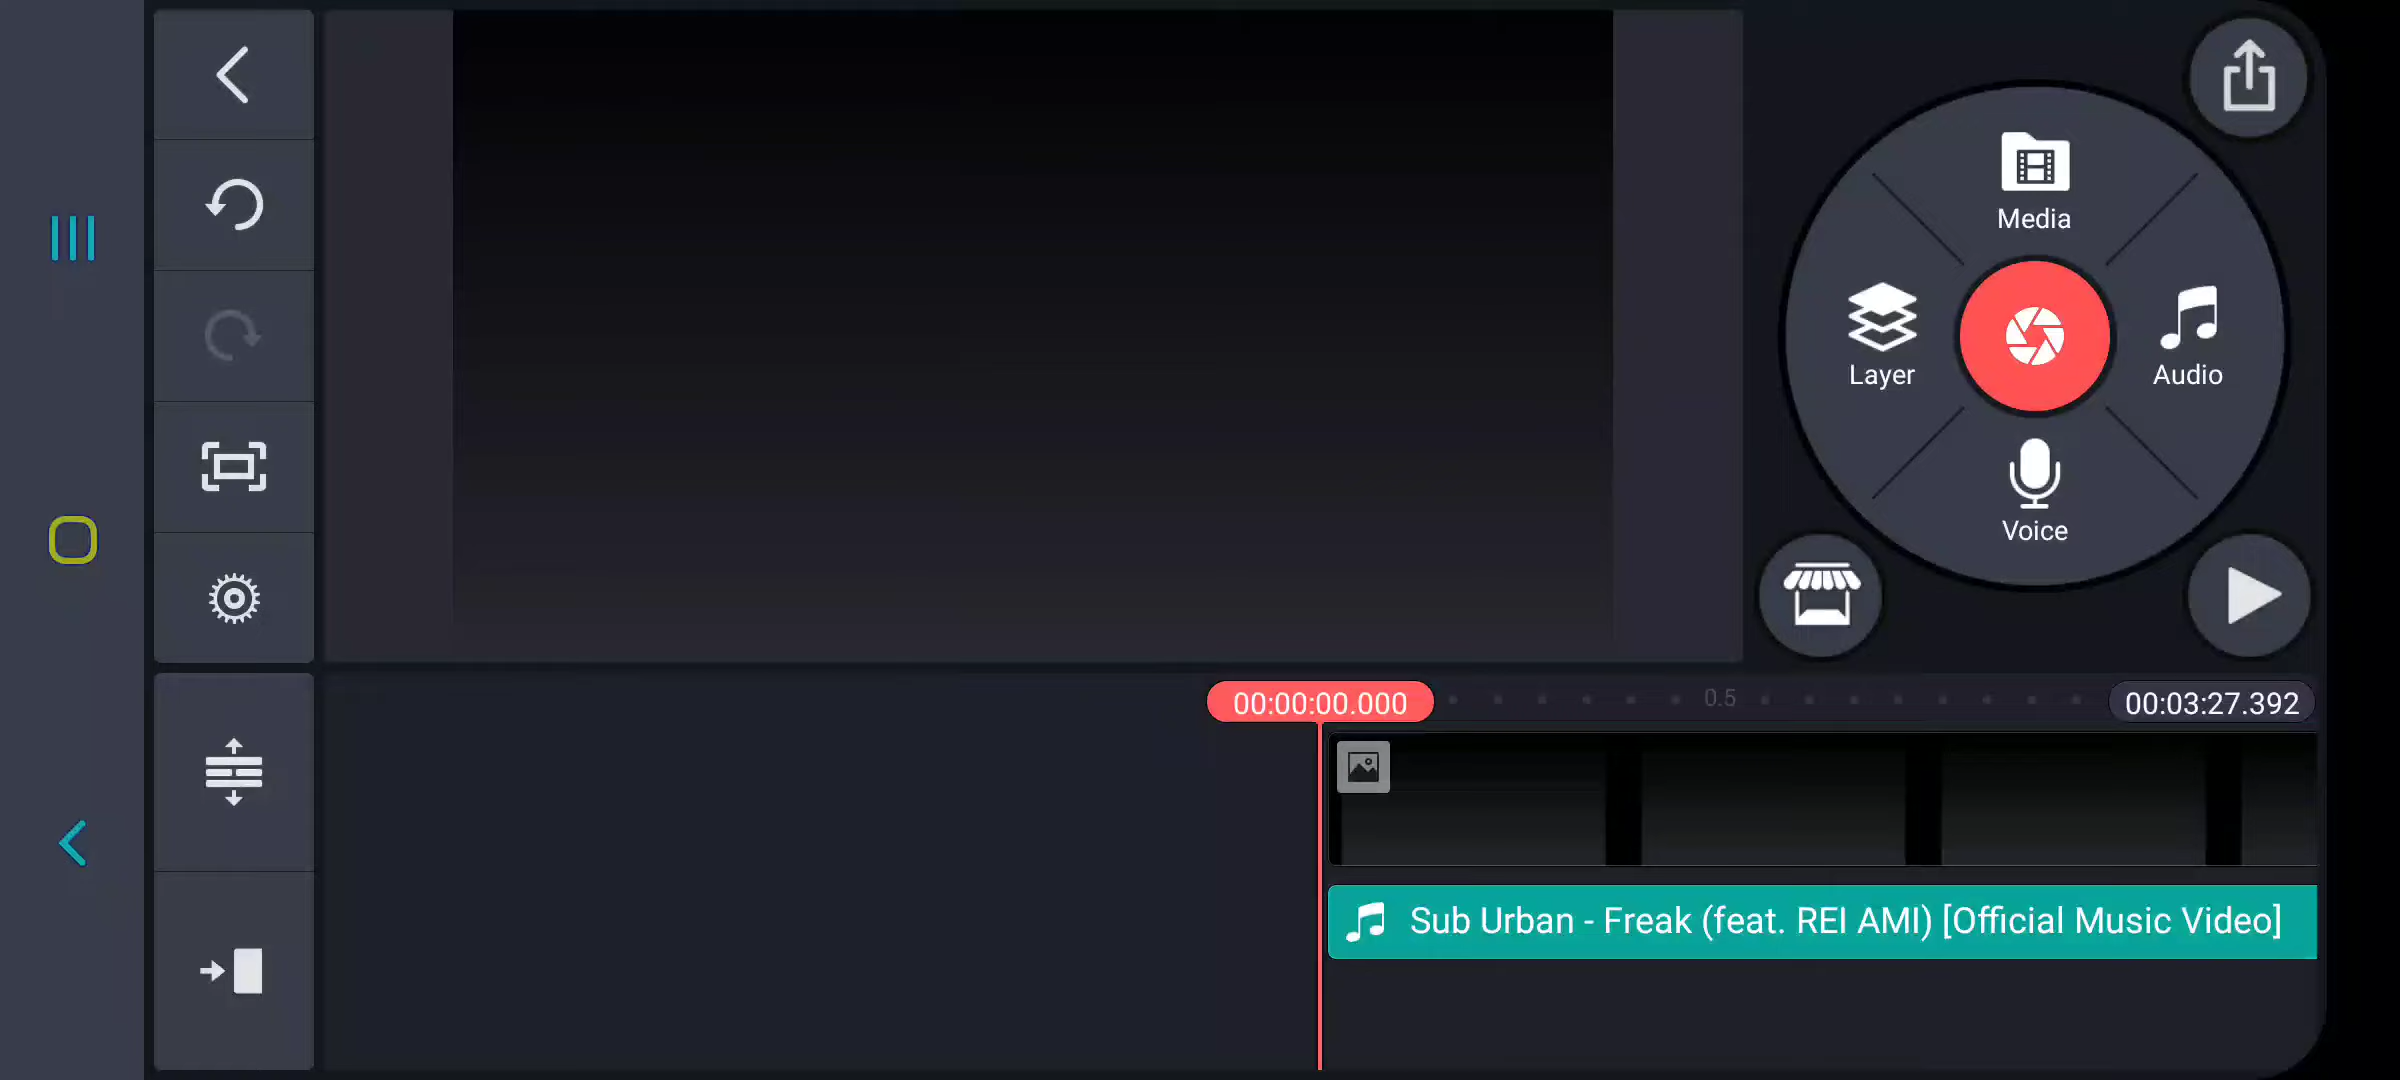 Media
Layer
Audio
Voice
00:00:00.000
0.5
00:03:27.392
Sub Urban - Freak (feat. REI AMI) [Official Music Video]